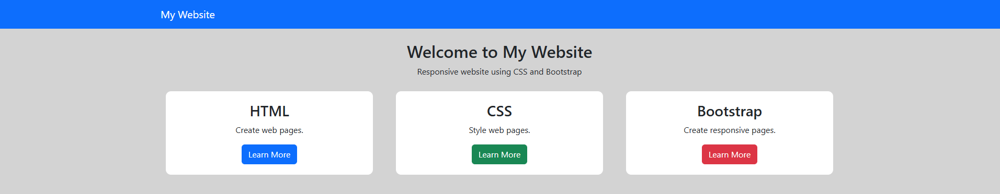 My Website
Welcome to My Website
Responsive website using CSS and Bootstrap
HTML
Create web pages.
Learn More
CSS
Style web pages.
Learn More
Bootstrap
Create responsive pages.
Learn More